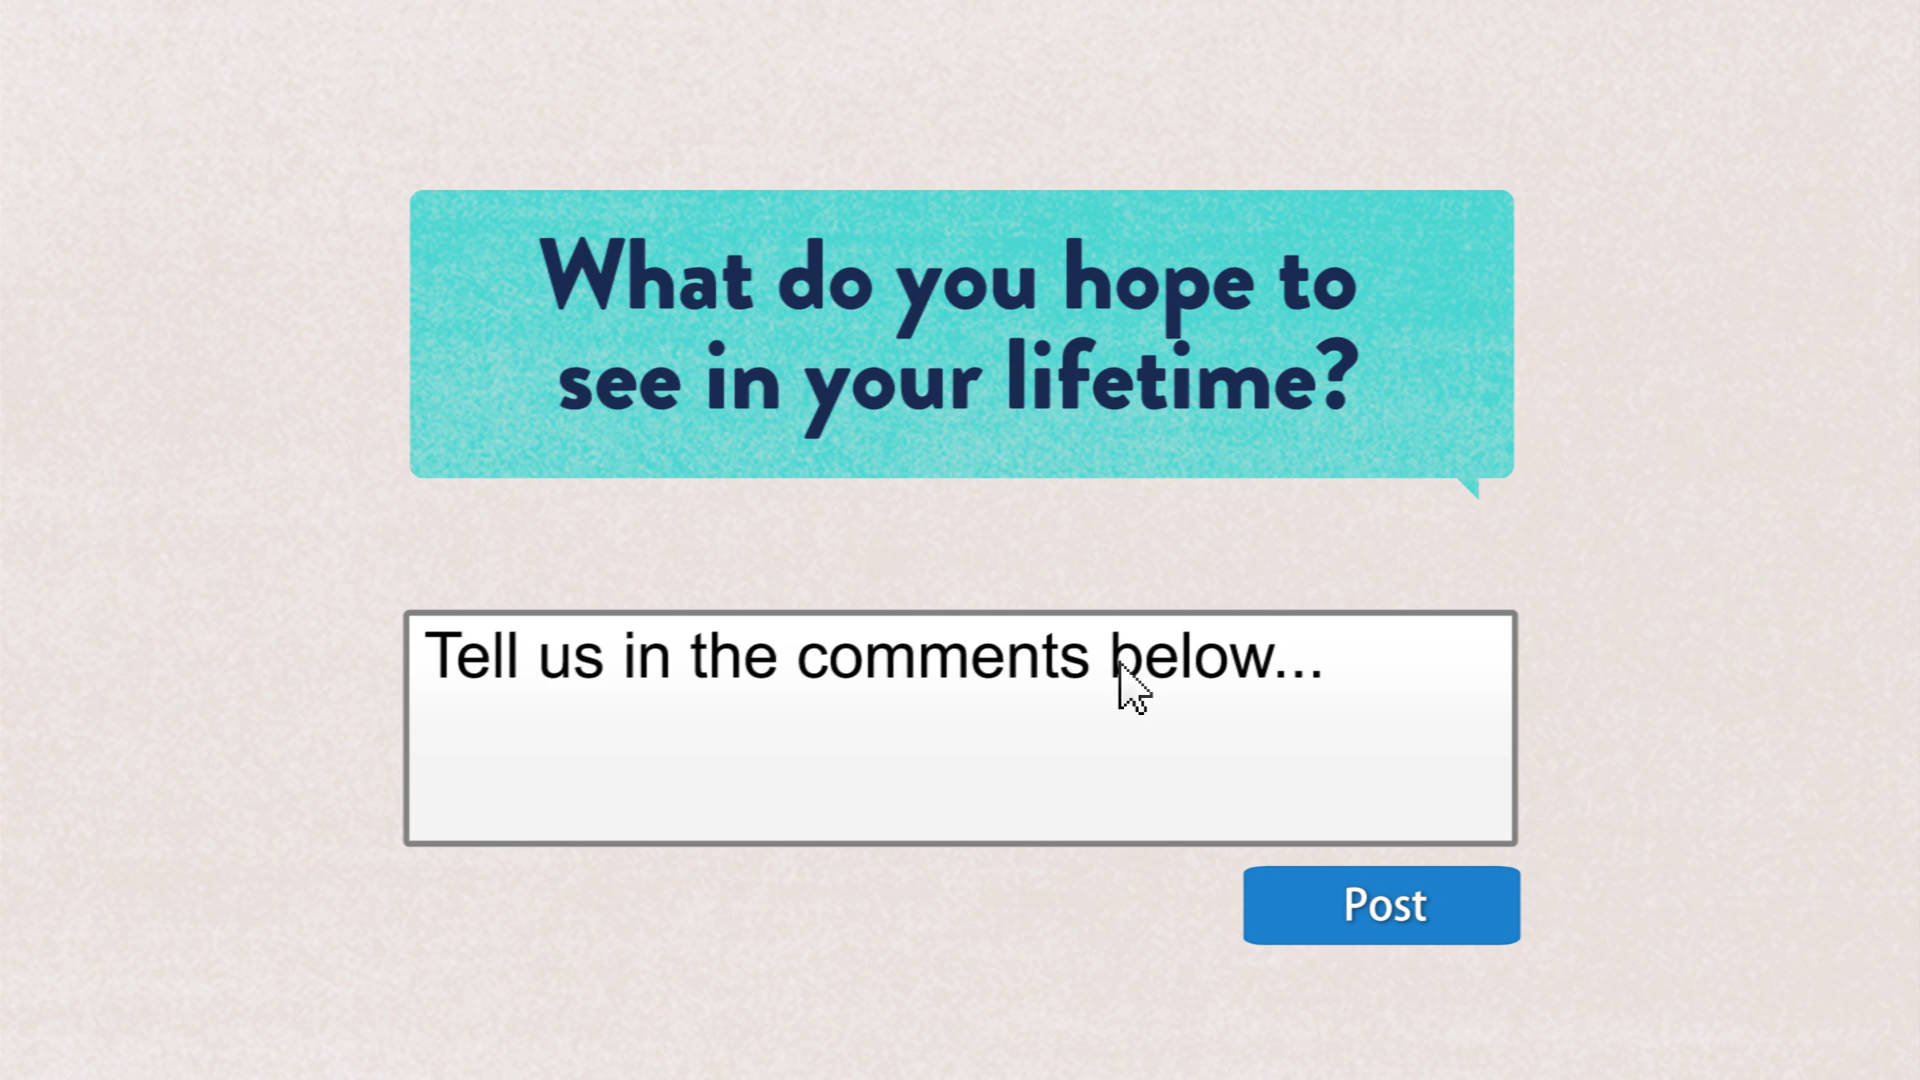 What do you hope to
see in your lifetime?
Tell us in the comments below...
Post